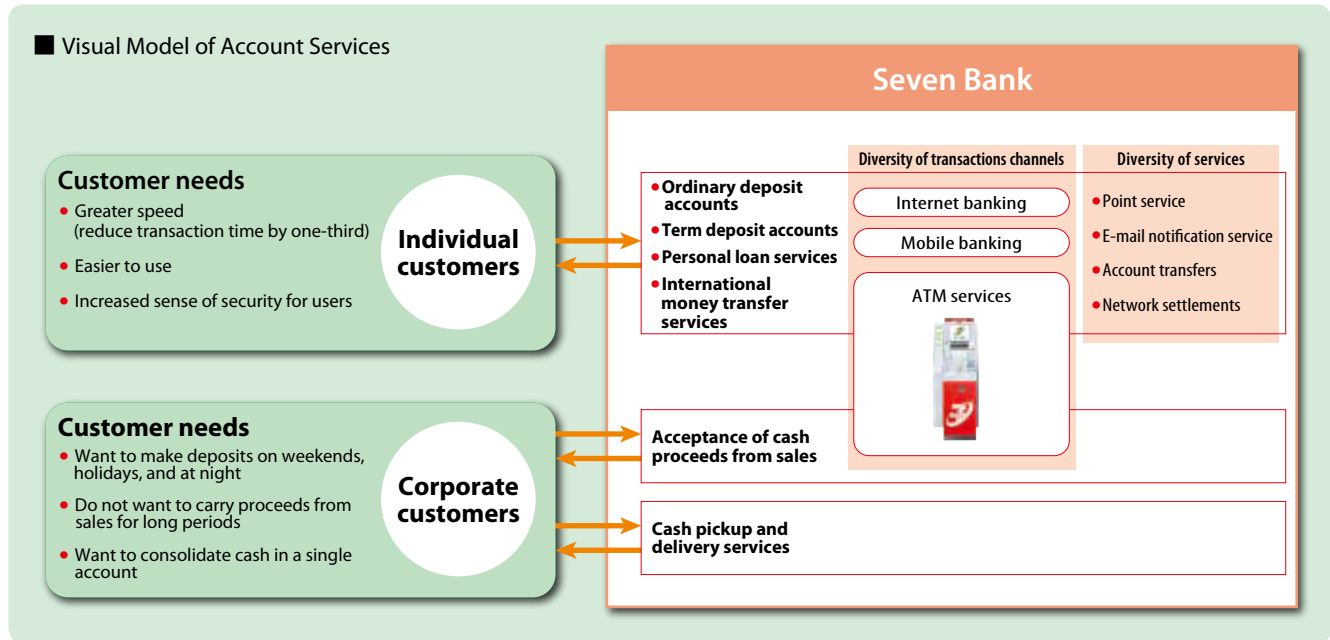 ■ Visual Model of Account Services
Seven Bank
Customer needs
• Greater speed
(reduce transaction time by one-third)
• Easier to use
• Increased sense of security for users
Individual
customers
• Ordinary deposit
accounts
• Term deposit accounts
• Personal loan services
• International
money transfer
services
Diversity of transactions channels
Internet banking
Mobile banking
ATM services
Diversity of services
• Point service
• E-mail notification service
• Account transfers
• Network settlements
Customer needs
• Want to make deposits on weekends,
holidays, and at night
• Do not want to carry proceeds from
sales for long periods
• Want to consolidate cash in a single
account
Corporate
customers
Acceptance of cash
proceeds from sales
Cash pickup and
delivery services